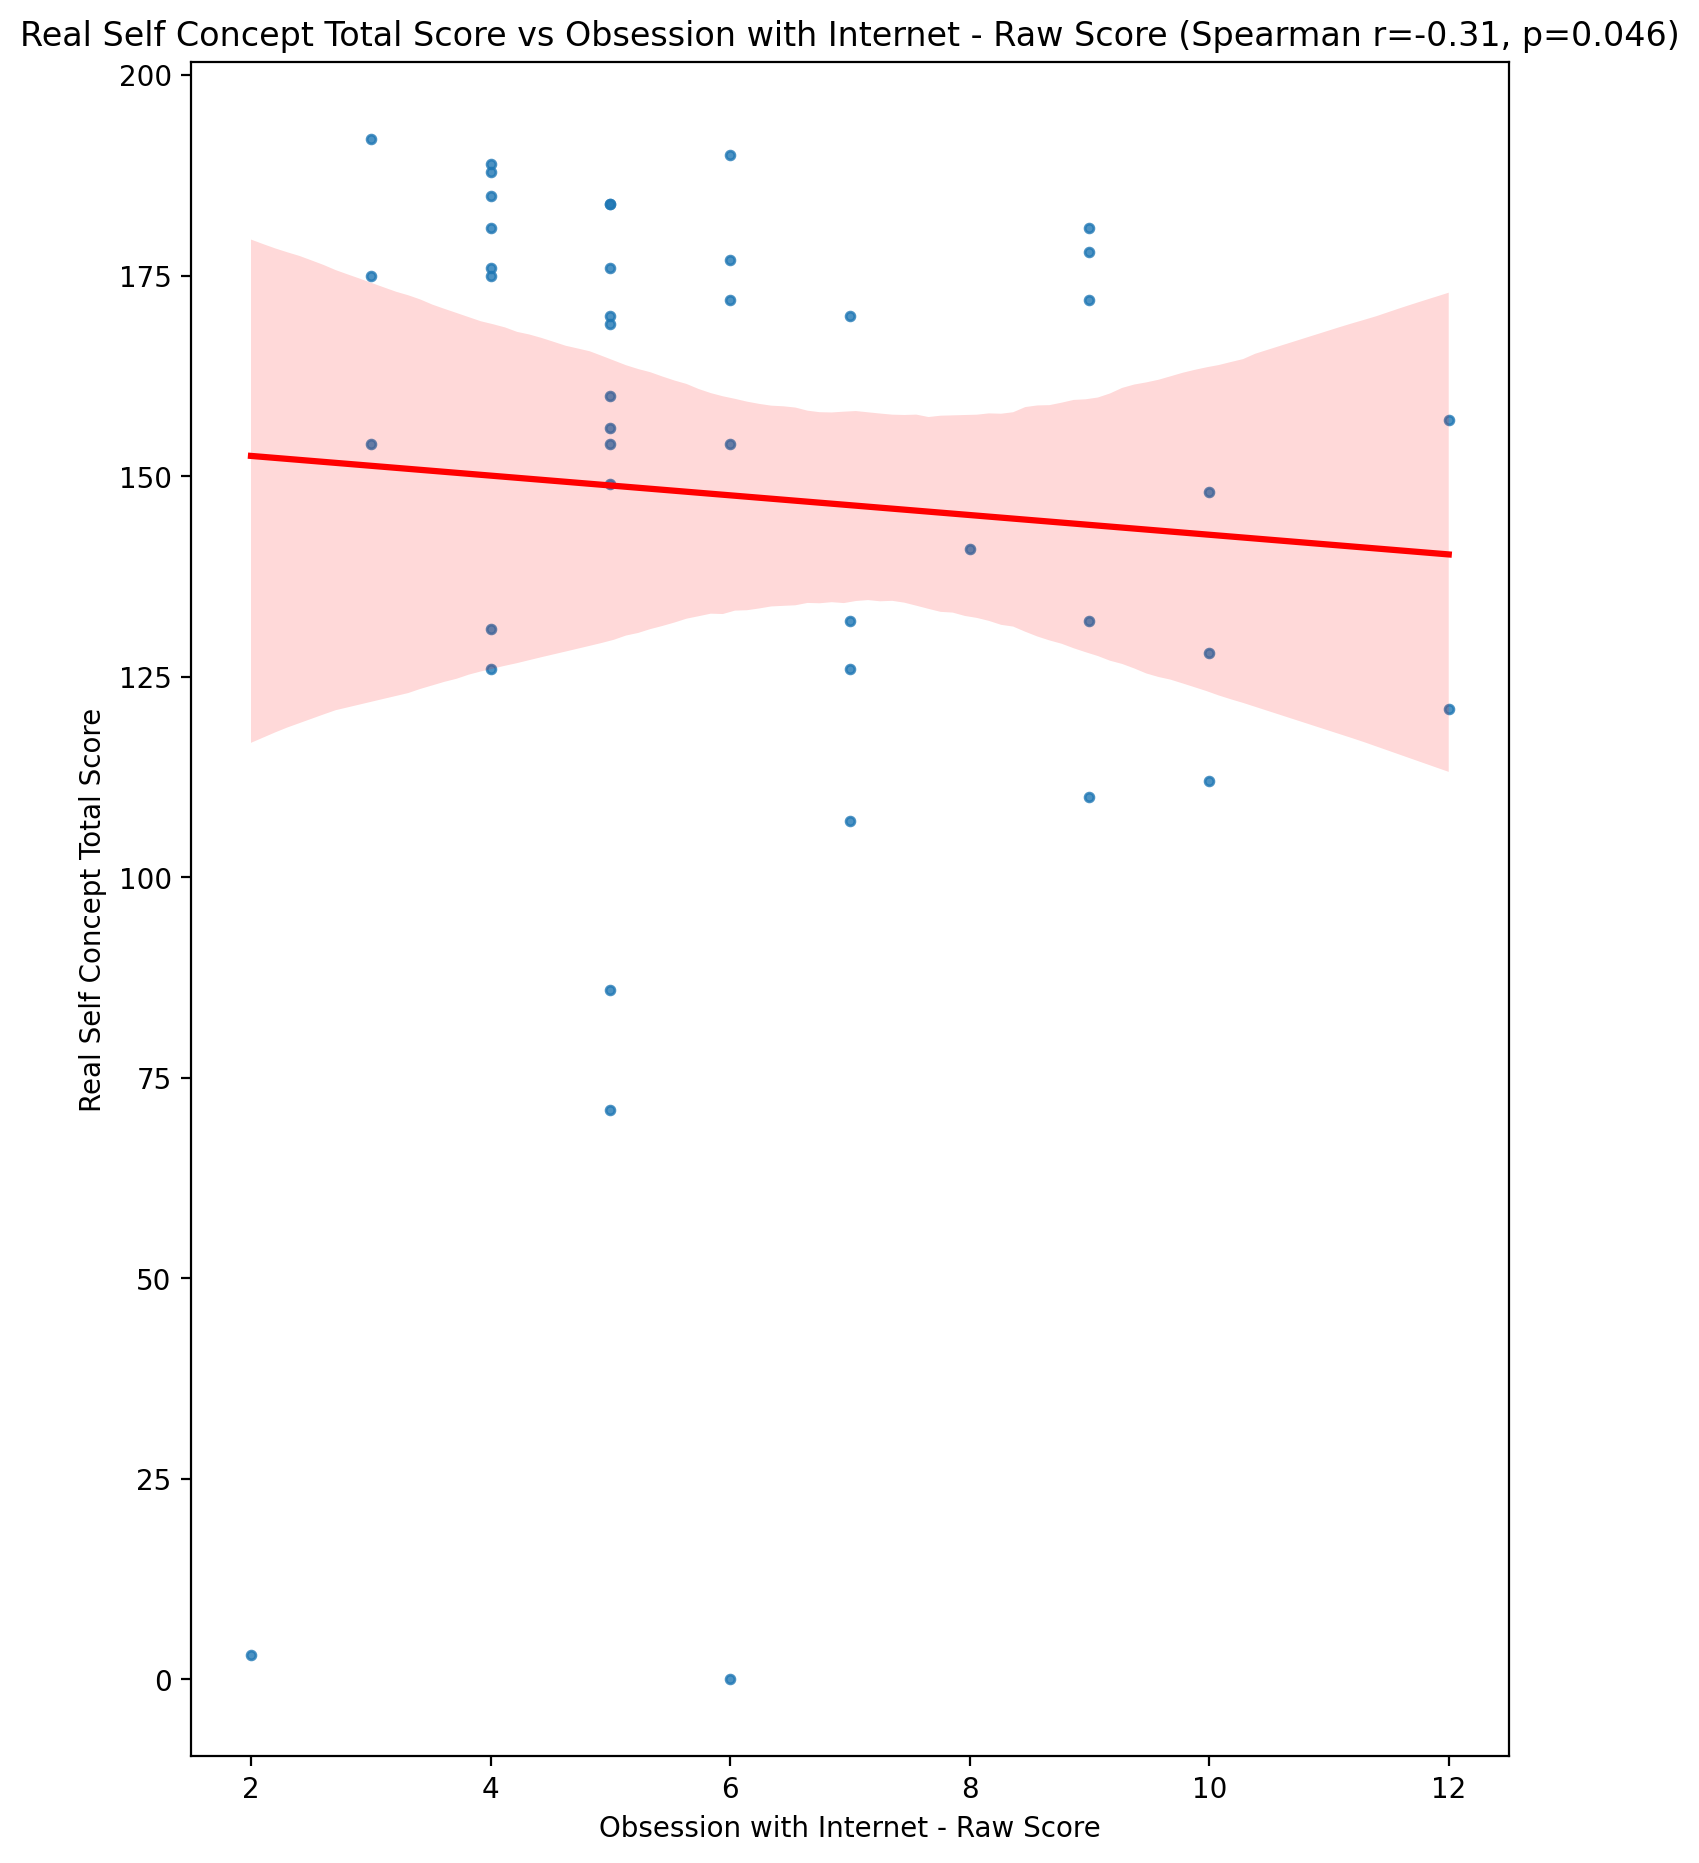 Real Self Concept Total Score vs Obsession with Internet - Raw Score (Spearman r=-0.31, p=0.046)
200
175
150
125
100
75
50
25
0
Real Self Concept Total Score
2 4 6 8 10 12
Obsession with Internet - Raw Score